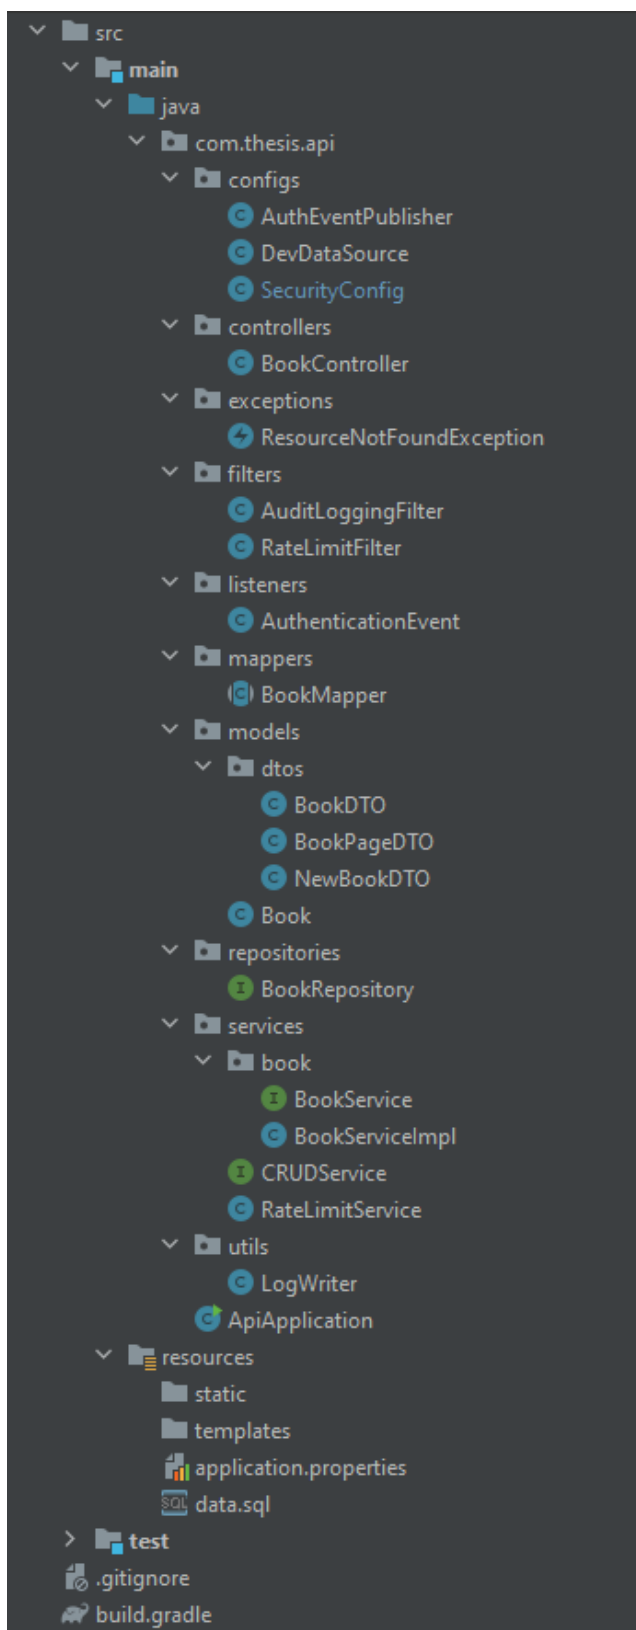 src
main
java
com.thesis.api
configs
AuthEventPublisher
DevDataSource
SecurityConfig
controllers
BookController
exceptions
ResourceNotFoundException
filters
AuditLoggingFilter
RateLimitFilter
listeners
AuthenticationEvent
mappers
BookMapper
models
dtos
BookDTO
BookPageDTO
NewBookDTO
Book
repositories
BookRepository
services
book
BookService
BookServiceImpl
CRUDService
RateLimitService
utils
LogWriter
ApiApplication
resources
static
templates
application.properties
data.sql
test
.gitignore
build.gradle